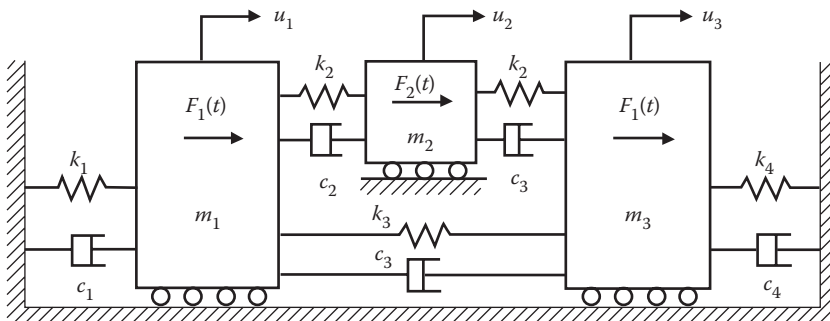 u1 u2 u3
k2 k2
F1(t) F2(t) F1(t)
m2
k1 c2 c3 k4
k3
m1 m3
c3
c1 c4